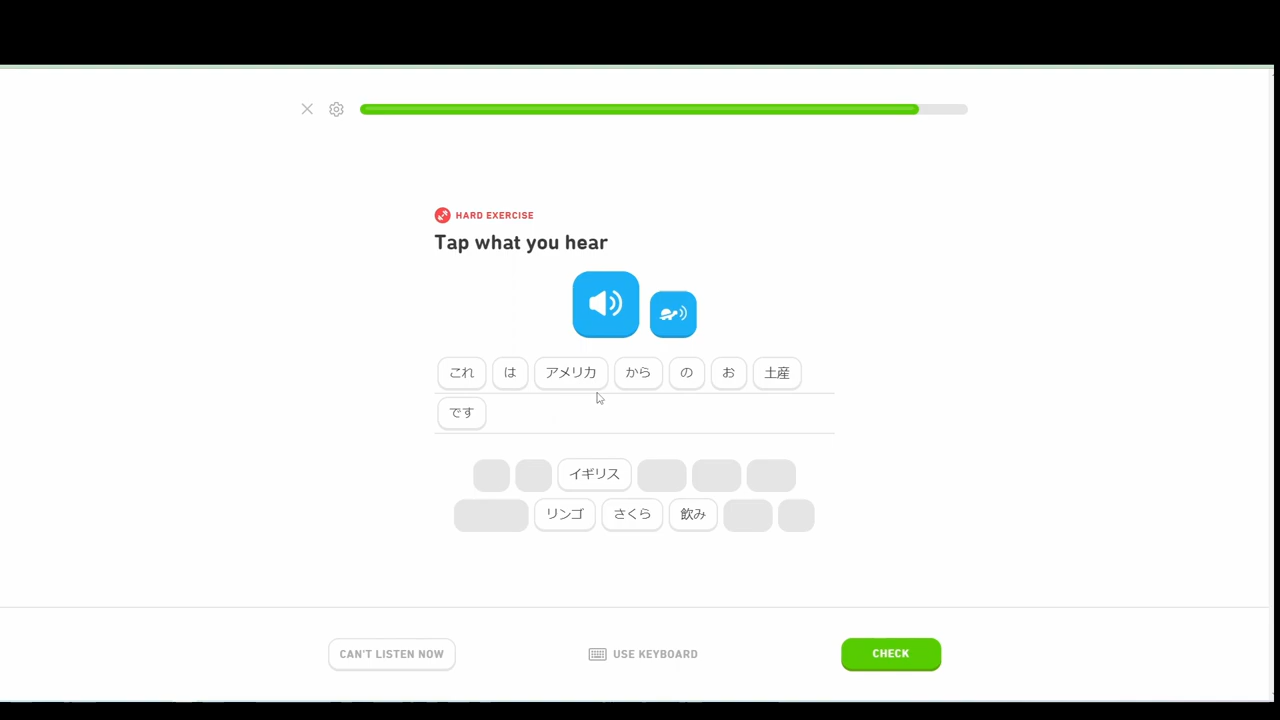 HARD EXERCISE
Tap what you hear
これ は アメリカ から の お 土産
です
イギリス
リンゴ さくら 飲み
CAN'T LISTEN NOW USE KEYBOARD CHECK